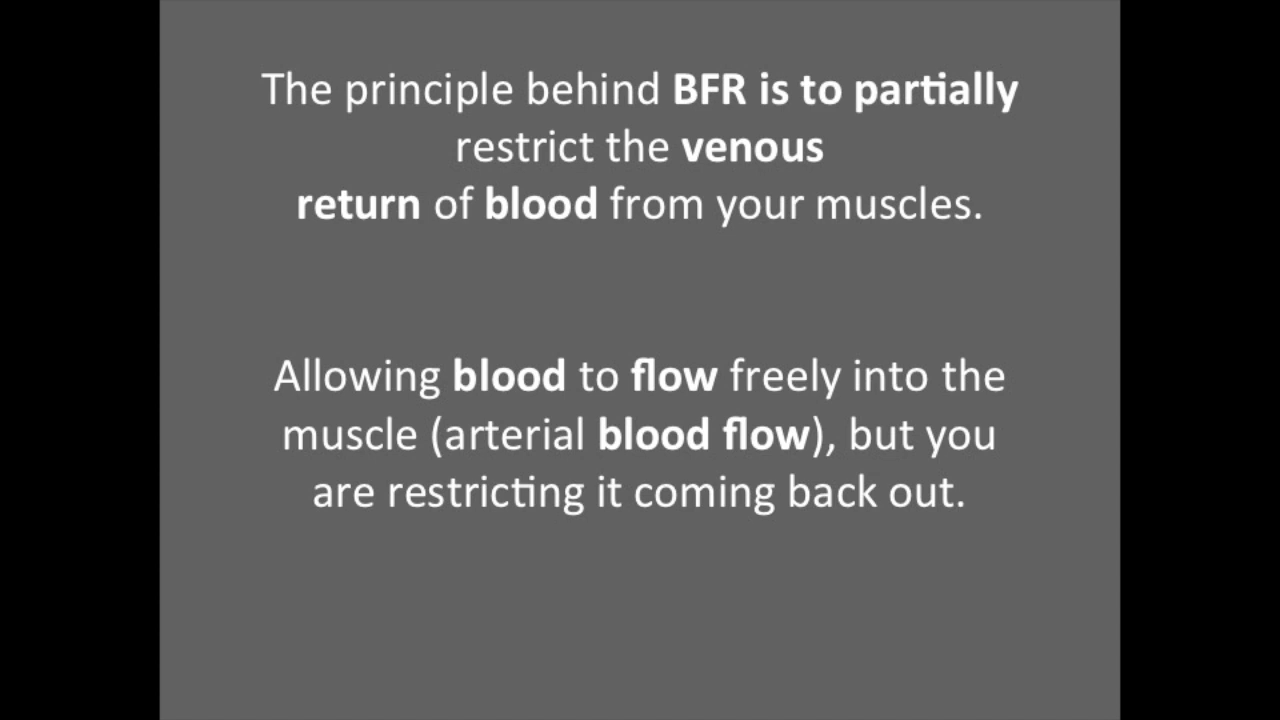 The principle behind BFR is to partially
restrict the venous
return of blood from your muscles.
Allowing blood to flow freely into the
muscle (arterial blood flow), but you
are restricting it coming back out.